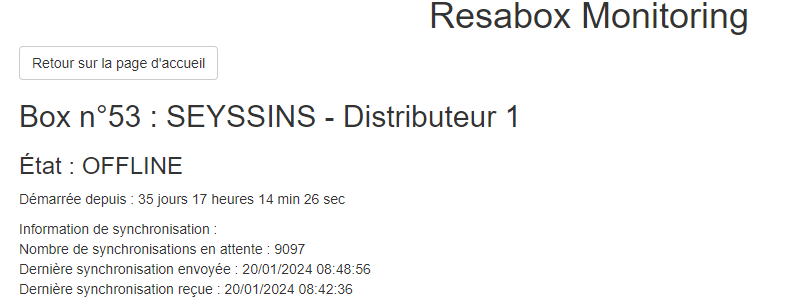 Resabox Monitoring
Retour sur la page d'accueil
Box n°53 : SEYSSINS - Distributeur 1
État : OFFLINE
Démarrée depuis : 35 jours 17 heures 14 min 26 sec
Information de synchronisation :
Nombre de synchronisations en attente : 9097
Dernière synchronisation envoyée : 20/01/2024 08:48:56
Dernière synchronisation reçue : 20/01/2024 08:42:36